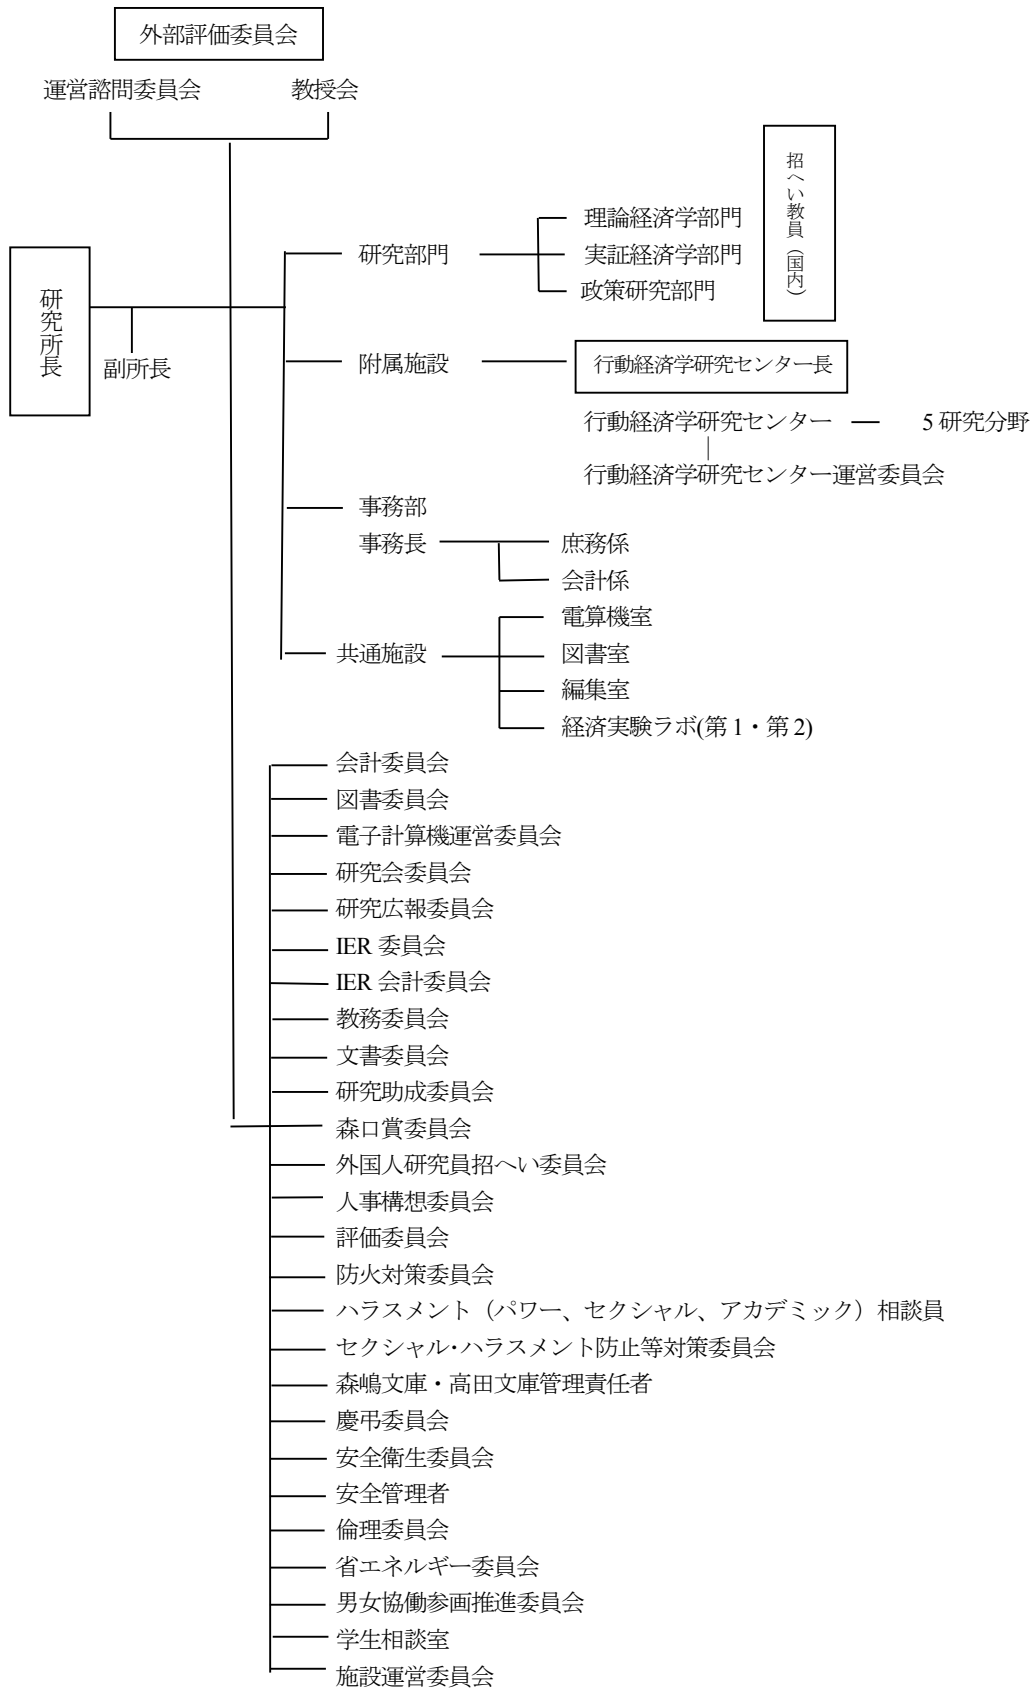 外部評価委員会
運営諮問委員会
教授会
招へい教員（国内）
理論経済学部門
研究部門
実証経済学部門
政策研究部門
研究所長
副所長
附属施設
行動経済学研究センター長
行動経済学研究センター
5 研究分野
行動経済学研究センター運営委員会
事務部
事務長
庶務係
会計係
電算機室
共通施設
図書室
編集室
経済実験ラボ(第 1・第 2)
会計委員会
図書委員会
電子計算機運営委員会
研究会委員会
研究広報委員会
IER 委員会
IER 会計委員会
教務委員会
文書委員会
研究助成委員会
森口賞委員会
外国人研究員招へい委員会
人事構想委員会
評価委員会
防火対策委員会
ハラスメント（パワー、セクシャル、アカデミック）相談員
セクシャル・ハラスメント防止等対策委員会
森嶋文庫・高田文庫管理責任者
慶弔委員会
安全衛生委員会
安全管理者
倫理委員会
省エネルギー委員会
男女協働参画推進委員会
学生相談室
施設運営委員会